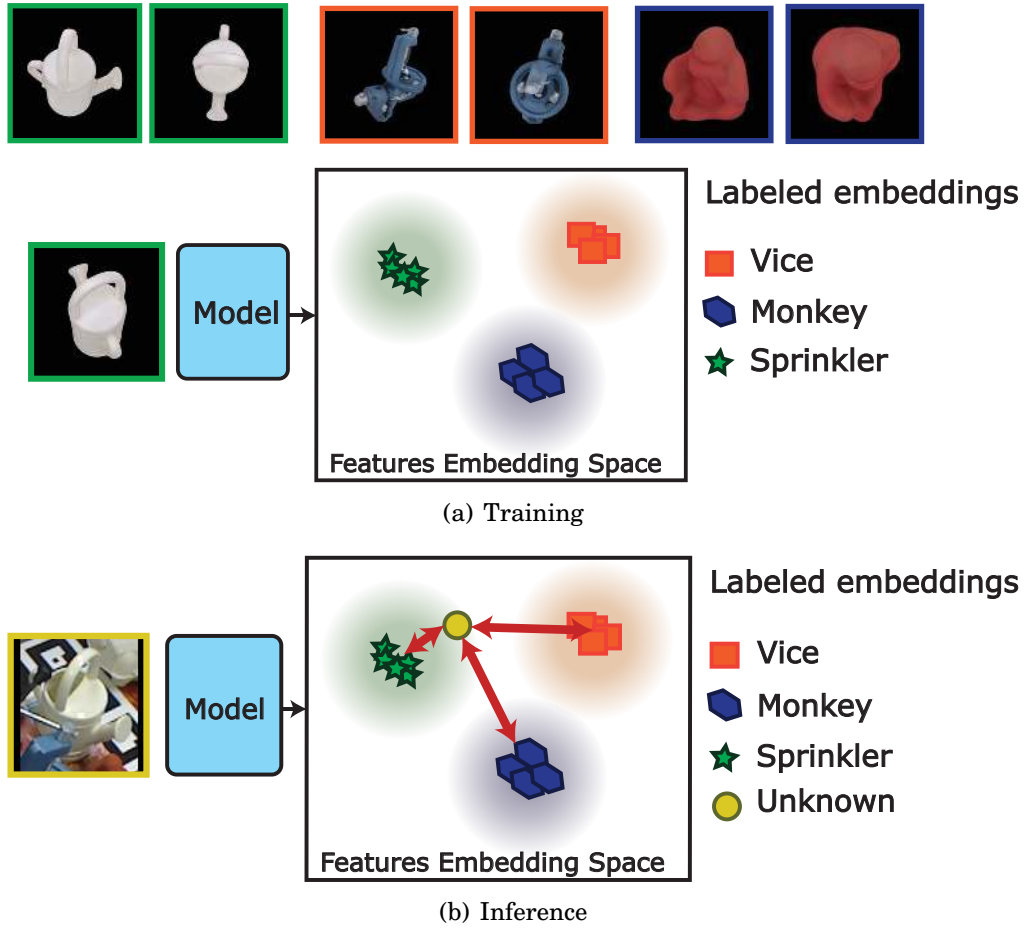 Labeled embeddings
Vice
Model
Monkey
Sprinkler
Features Embedding Space
(a) Training
Labeled embeddings
Vice
Model
Monkey
Sprinkler
Unknown
Features Embedding Space
(b) Inference